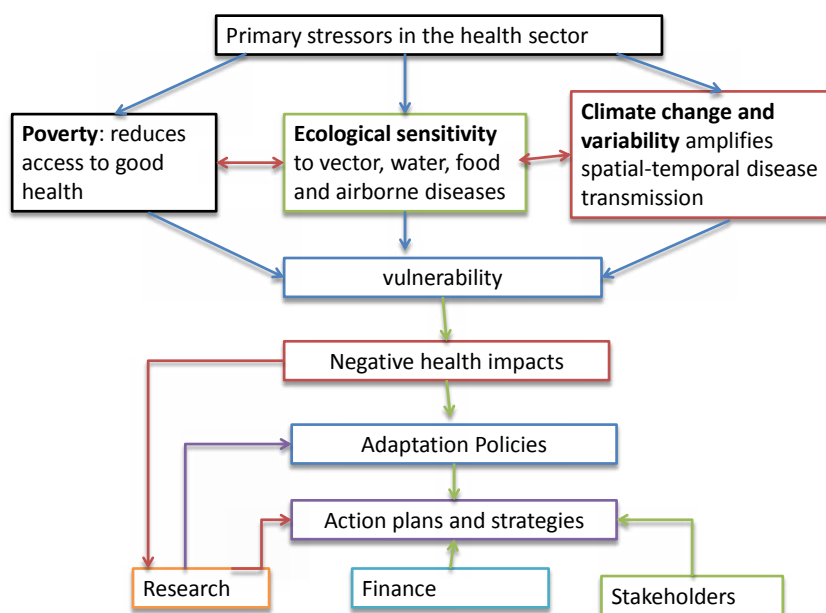 Primary stressors in the health sector
Poverty: reduces
access to good
health
Ecological sensitivity
to vector, water, food
and airborne diseases
Climate change and
variability amplifies
spatial-temporal disease
transmission
vulnerability
Negative health impacts
Adaptation Policies
Action plans and strategies
Research
Finance
Stakeholders